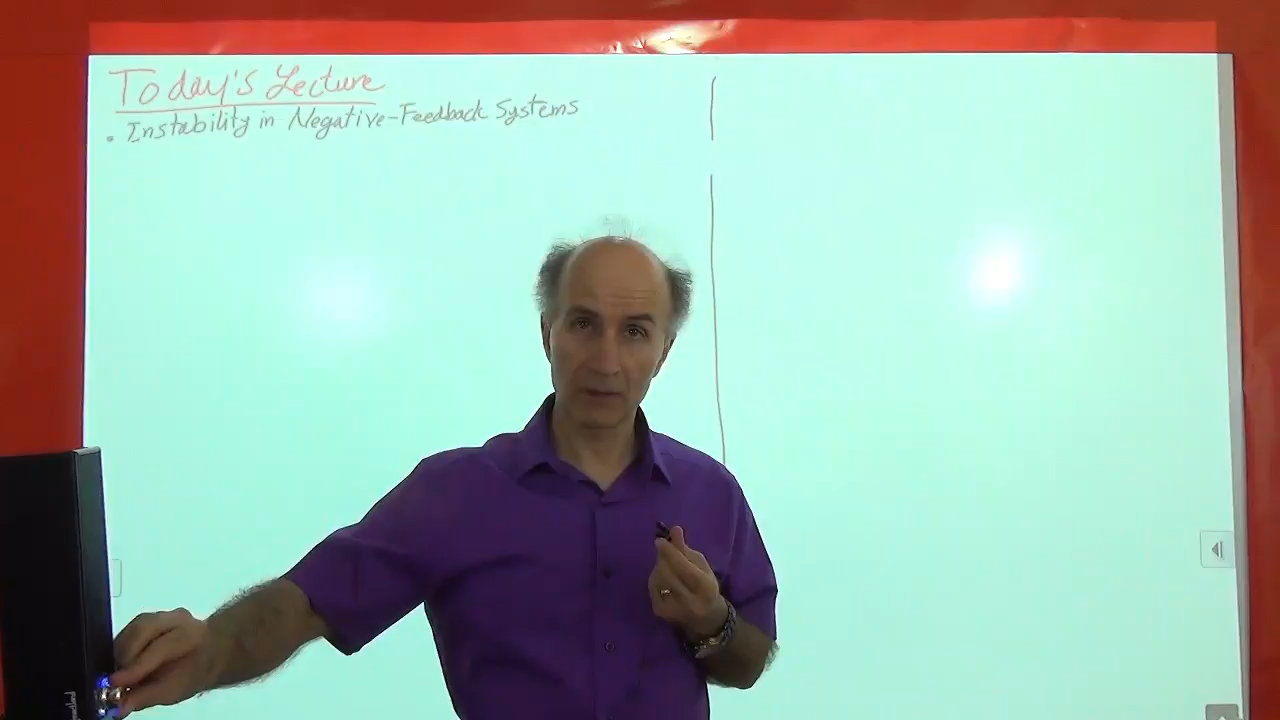 Today's Lecture
• Instability in Negative-Feedback Systems